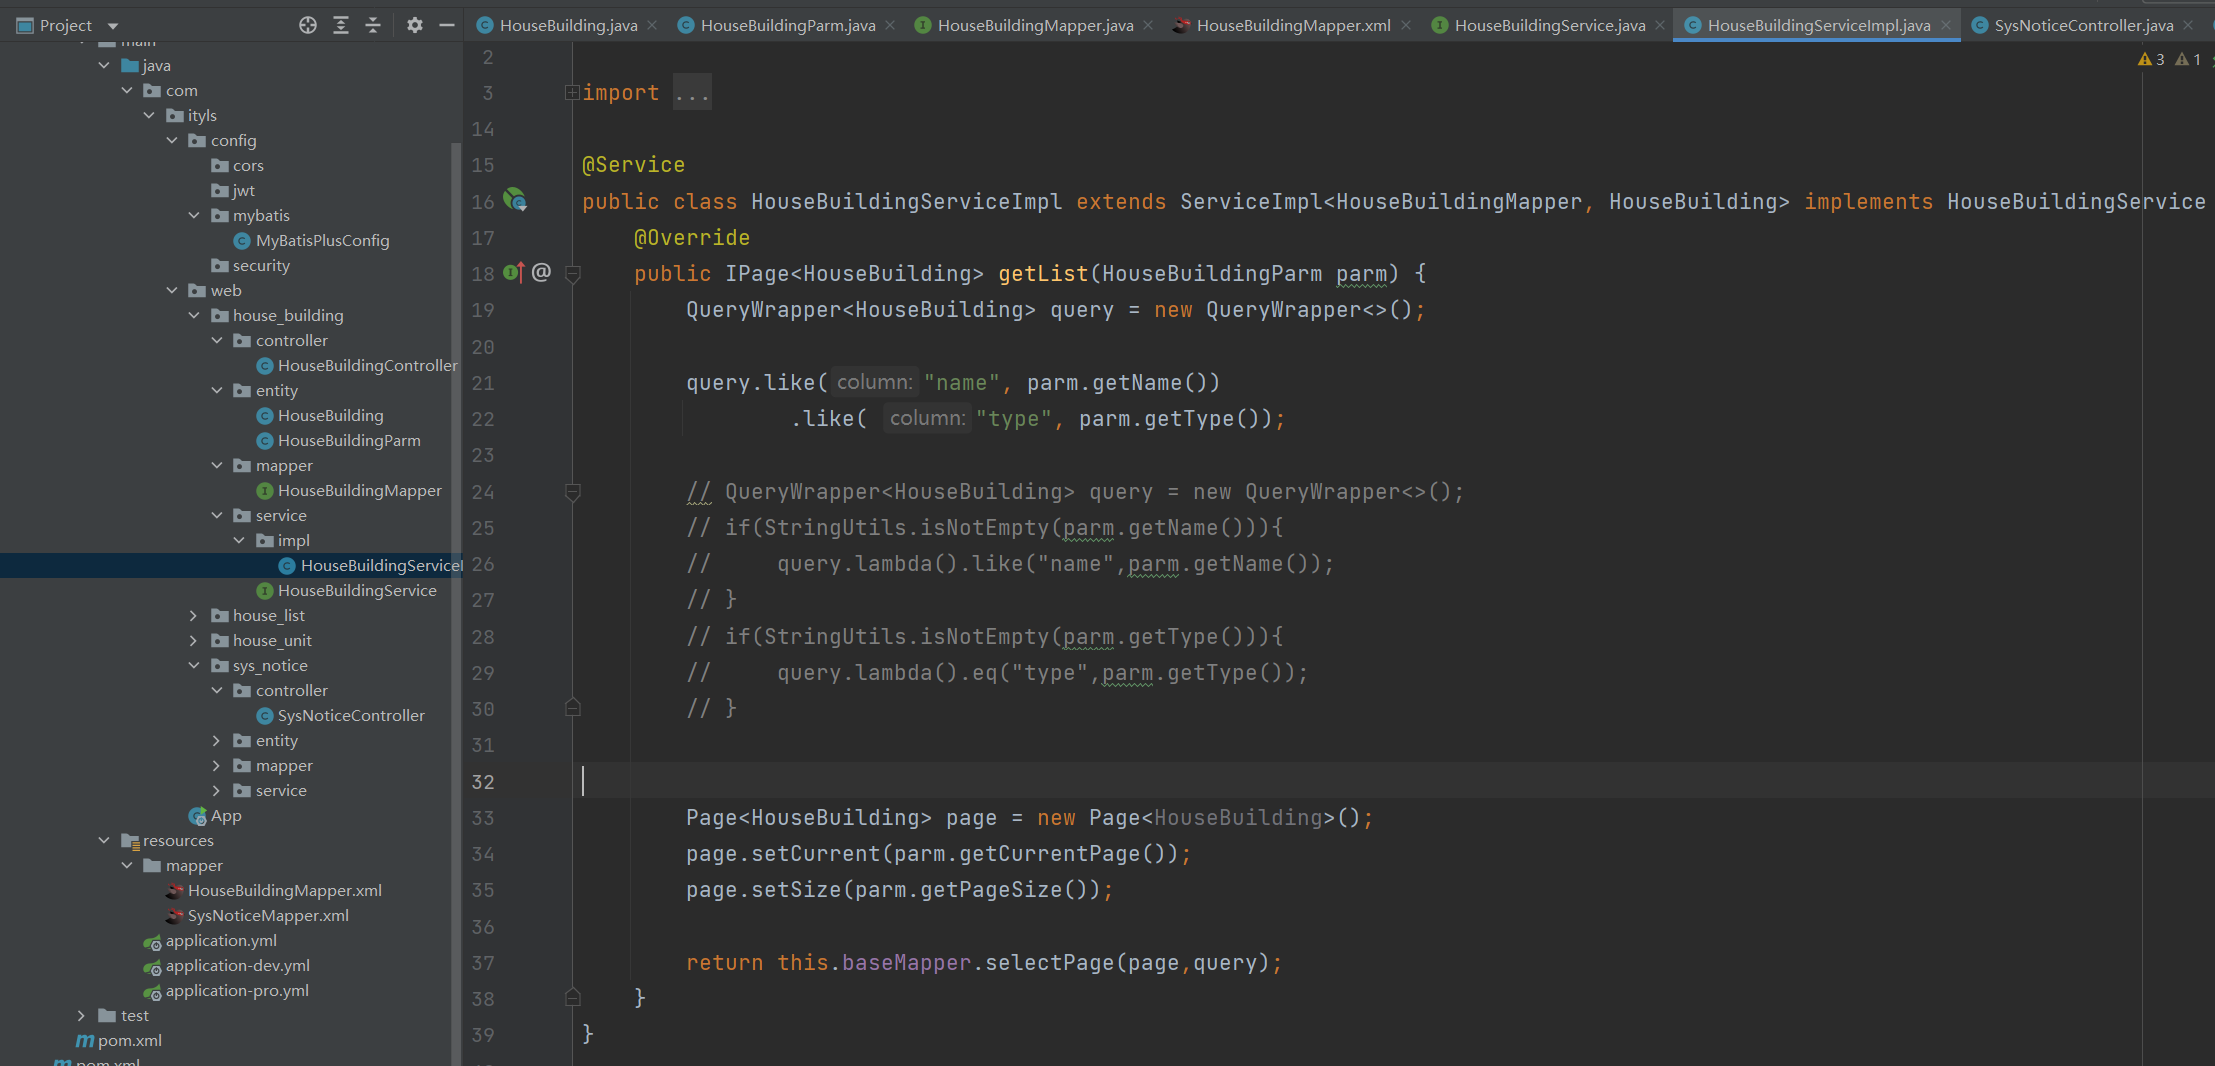 Project
HouseBuilding.java
HouseBuildingParm.java
HouseBuildingMapper.java
HouseBuildingMapper.xml
HouseBuildingService.java
HouseBuildingServiceImpl.java
SysNoticeController.java
main
java
com
ityls
config
cors
jwt
mybatis
MyBatisPlusConfig
security
web
house_building
controller
HouseBuildingController
entity
HouseBuilding
HouseBuildingParm
mapper
HouseBuildingMapper
service
impl
HouseBuildingServiceI
HouseBuildingService
house_list
house_unit
sys_notice
controller
SysNoticeController
entity
mapper
service
App
resources
mapper
HouseBuildingMapper.xml
SysNoticeMapper.xml
application.yml
application-dev.yml
application-pro.yml
test
pom.xml
pom.xml
3 1
2
3 import ...
14
15 @Service
16 public class HouseBuildingServiceImpl extends ServiceImpl<HouseBuildingMapper, HouseBuilding> implements HouseBuildingService
17 @Override
18 public IPage<HouseBuilding> getList(HouseBuildingParm parm) {
19 QueryWrapper<HouseBuilding> query = new QueryWrapper<>();
20
21 query.like( column: "name", parm.getName())
22 .like( column: "type", parm.getType());
23
24 // QueryWrapper<HouseBuilding> query = new QueryWrapper<>();
25 // if(StringUtils.isNotEmpty(parm.getName())){
26 // query.lambda().like("name",parm.getName());
27 // }
28 // if(StringUtils.isNotEmpty(parm.getType())){
29 // query.lambda().eq("type",parm.getType());
30 // }
31
32
33 Page<HouseBuilding> page = new Page<HouseBuilding>();
34 page.setCurrent(parm.getCurrentPage());
35 page.setSize(parm.getPageSize());
36
37 return this.baseMapper.selectPage(page,query);
38 }
39 }